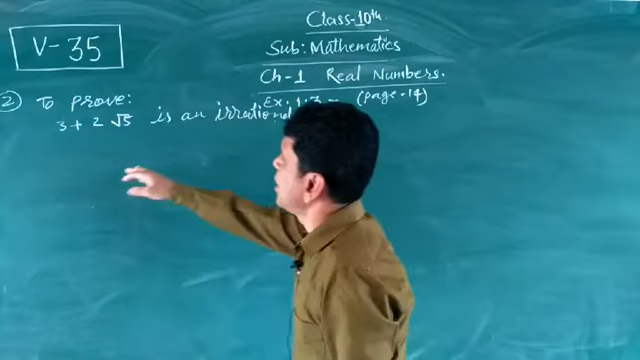 V-35
Class-10th.
Sub: Mathematics
Ch-1 Real Numbers.
Ex. 1.3 - (Page-14)
2) To prove:
3 + 2 √5 is an irrational